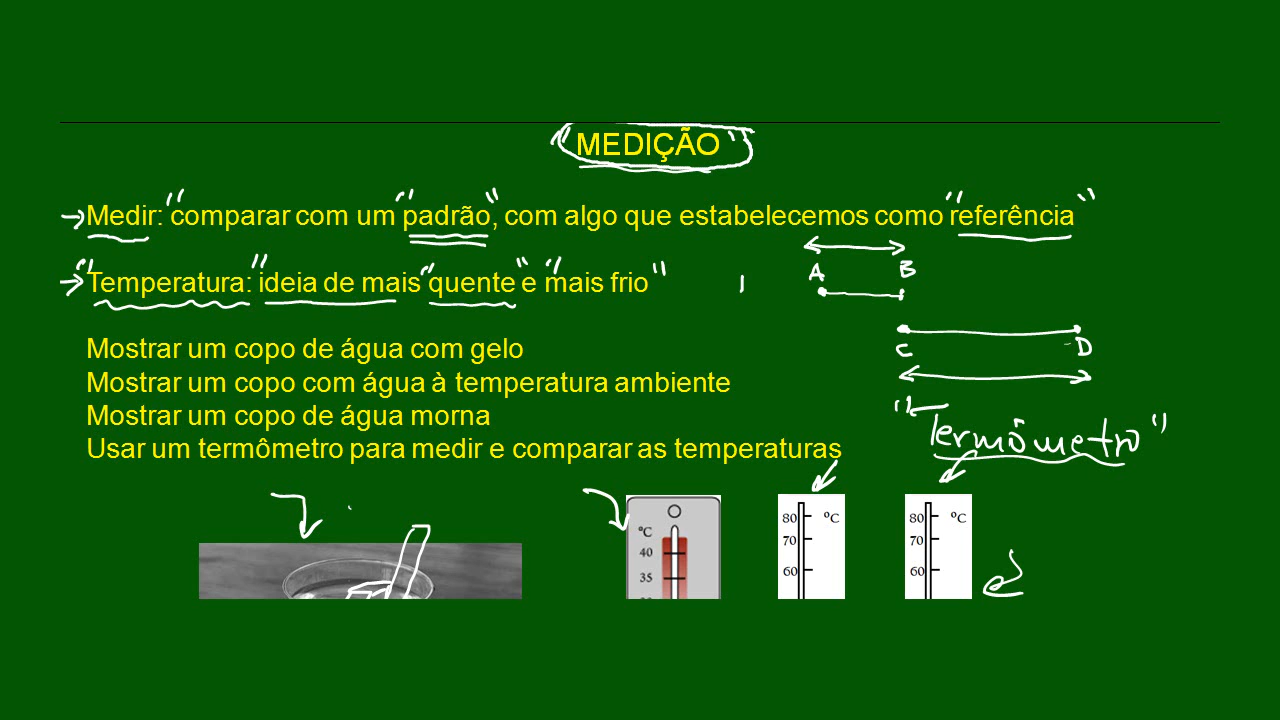 "MEDIÇÃO"
→ Medir: "comparar com um "padrão", com algo que estabelecemos como "referência"
→ "Temperatura: "ideia de mais "quente" e "mais frio"
A B
Mostrar um copo de água com gelo
C D
Mostrar um copo com água à temperatura ambiente
Mostrar um copo de água morna
"Termômetro"
Usar um termômetro para medir e comparar as temperaturas
°C
40
35
80 ºC
70
60
80 ºC
70
60